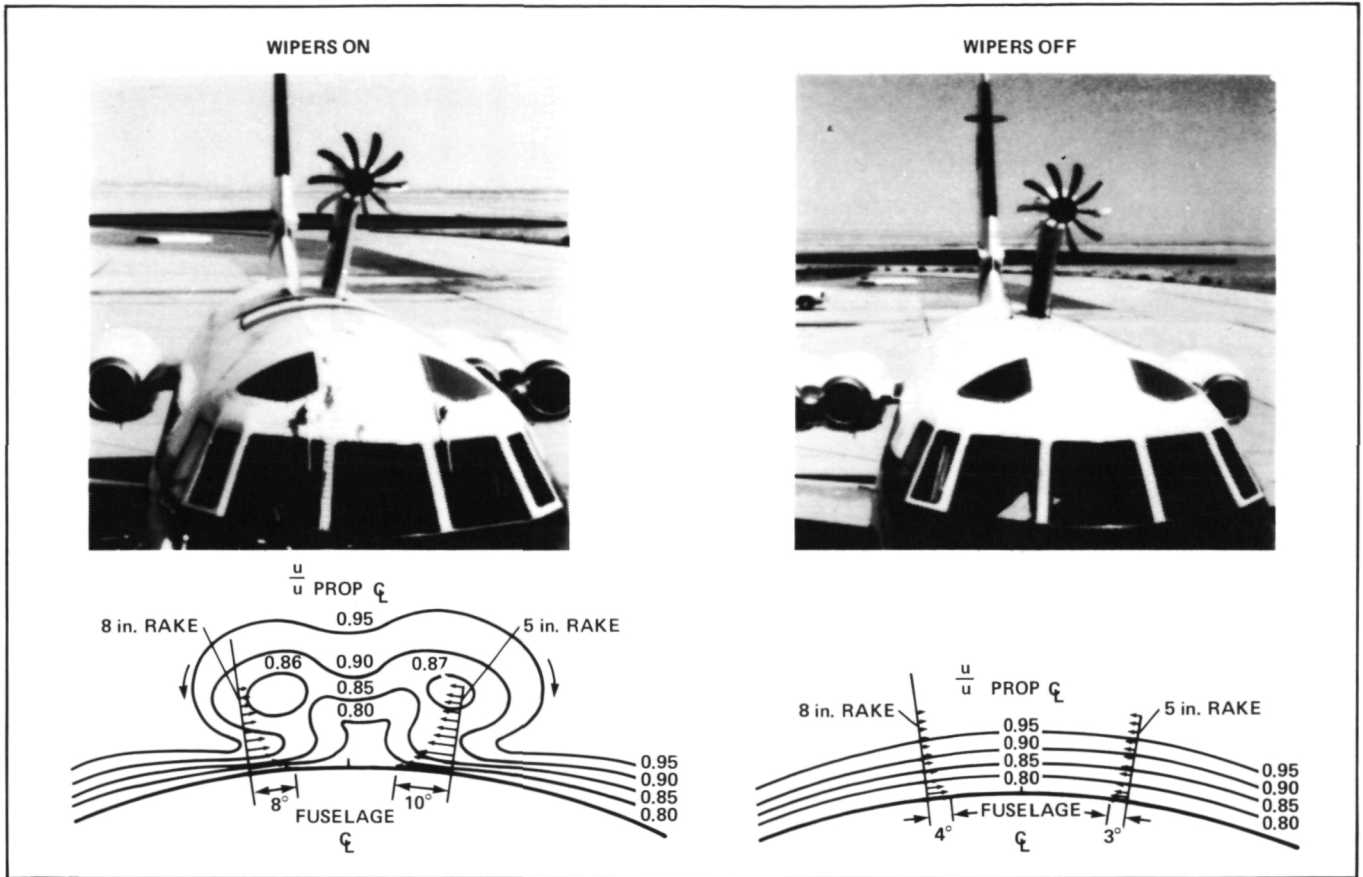 WIPERS ON
WIPERS OFF
u
u PROP ℄
8 in. RAKE
0.95
5 in. RAKE
0.86
0.90
0.87
0.85
0.80
0.95
0.90
0.85
0.80
8°
10°
FUSELAGE
℄
u
u PROP ℄
8 in. RAKE
5 in. RAKE
0.95
0.90
0.85
0.80
0.95
0.90
0.85
0.80
4°
FUSELAGE
3°
℄